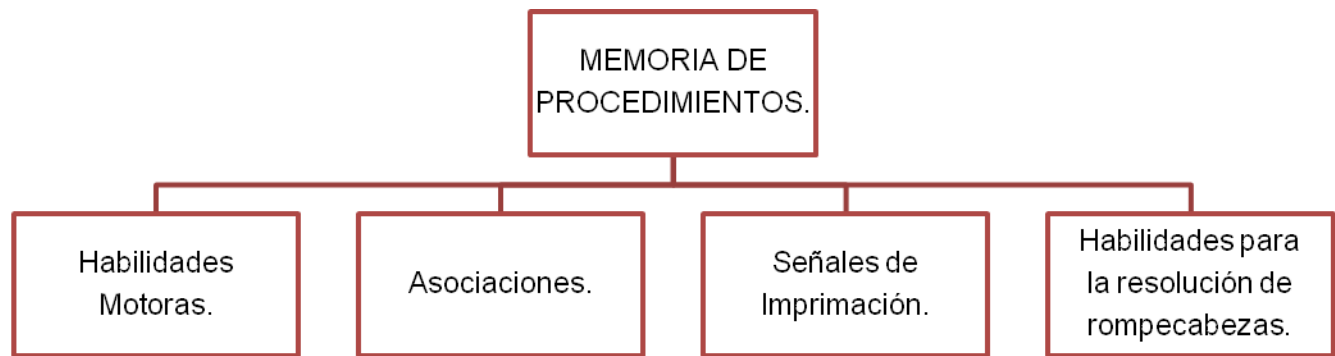 MEMORIA DE
PROCEDIMIENTOS.
Habilidades
Motoras.
Asociaciones.
Señales de
Imprimación.
Habilidades para
la resolución de
rompecabezas.